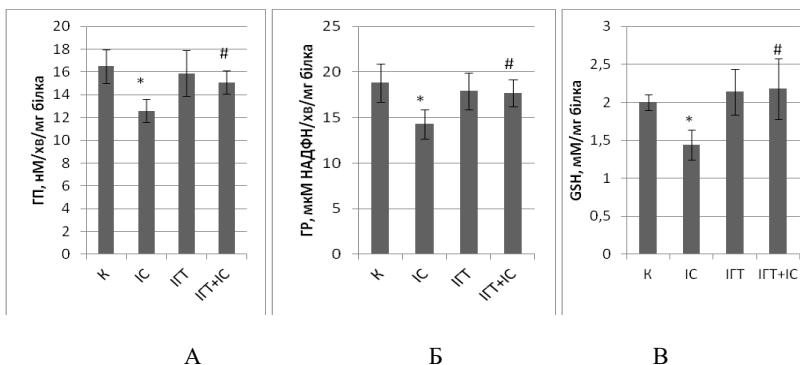 ГП, нМ/хв/мг білка
20
18
16
14
12
10
8
6
4
2
0
*
#
К
ІС
ІГТ
ІГТ+ІС
ГР, мкМ НАДФН/хв/мг білка
25
20
15
10
5
0
*
#
К
ІС
ІГТ
ІГТ+ІС
GSH, мМ/мг білка
3
2,5
2
1,5
1
0,5
0
*
#
К
ІС
ІГТ
ІГТ+ІС
А
Б
В